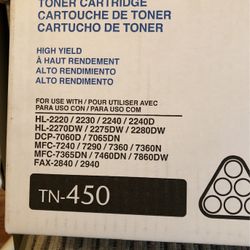 TONER CARTRIDGE
CARTOUCHE DE TONER
CARTUCHO DE TONER
HIGH YIELD
À HAUT RENDEMENT
ALTO RENDIMIENTO
ALTO RENDIMENTO
FOR USE WITH / POUR UTILISER AVEC
PARA USO CON / PARA USO COM
HL-2220 / 2230 / 2240 / 2240D
HL-2270DW / 2275DW / 2280DW
DCP-7060D / 7065DN
MFC-7240 / 7290 / 7360 / 7360N
MFC-7365DN / 7460DN / 7860DW
FAX-2840 / 2940
TN-450